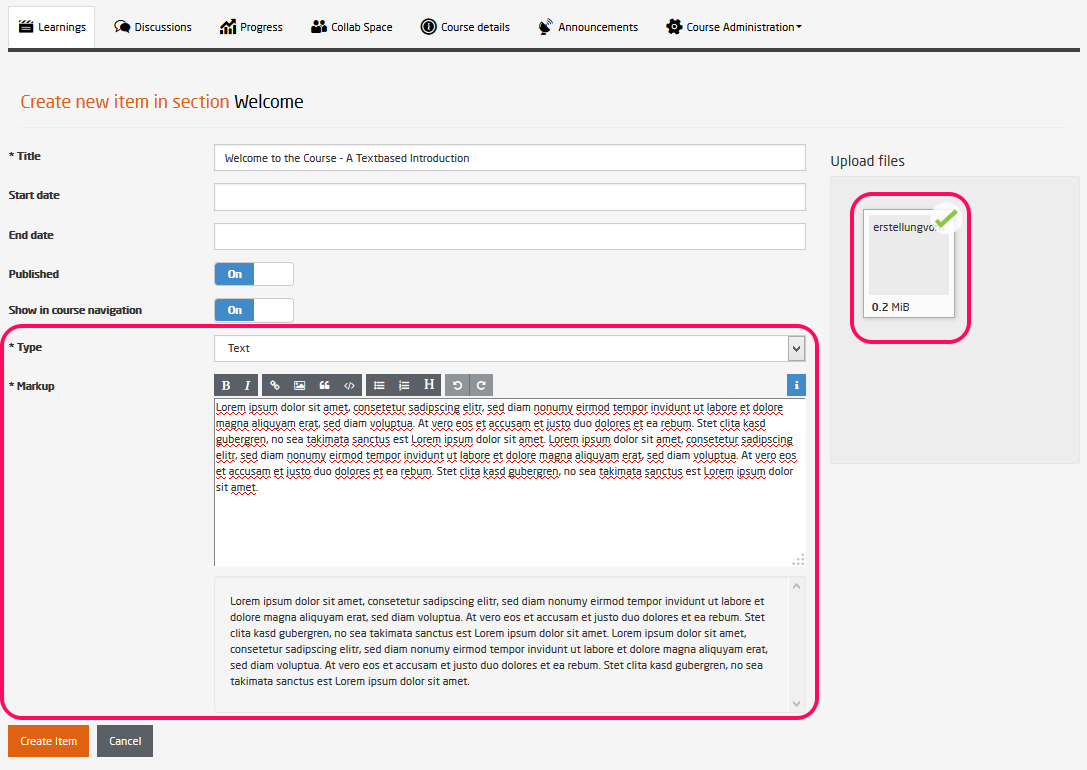 Learnings Discussions Progress Collab Space Course details Announcements Course Administration
Create new item in section Welcome
* Title Welcome to the Course - A Textbased Introduction
Upload files
Start date
End date
erstellungvo
Published On
0.2 MiB
Show in course navigation On
* Type Text
* Markup B I H i
Lorem ipsum dolor sit amet, consetetur sadipscing elitr, sed diam nonumy eirmod tempor invidunt ut labore et dolore
magna aliquyam erat, sed diam voluptua. At vero eos et accusam et justo duo dolores et ea rebum. Stet clita kasd
gubergren, no sea takimata sanctus est Lorem ipsum dolor sit amet. Lorem ipsum dolor sit amet, consetetur sadipscing
elitr, sed diam nonumy eirmod tempor invidunt ut labore et dolore magna aliquyam erat, sed diam voluptua. At vero eos
et accusam et justo duo dolores et ea rebum. Stet clita kasd gubergren, no sea takimata sanctus est Lorem ipsum dolor
sit amet.
Lorem ipsum dolor sit amet, consetetur sadipscing elitr, sed diam nonumy eirmod tempor invidunt ut labore et
dolore magna aliquyam erat, sed diam voluptua. At vero eos et accusam et justo duo dolores et ea rebum. Stet
clita kasd gubergren, no sea takimata sanctus est Lorem ipsum dolor sit amet. Lorem ipsum dolor sit amet,
consetetur sadipscing elitr, sed diam nonumy eirmod tempor invidunt ut labore et dolore magna aliquyam erat,
sed diam voluptua. At vero eos et accusam et justo duo dolores et ea rebum. Stet clita kasd gubergren, no sea
takimata sanctus est Lorem ipsum dolor sit amet.
Create Item Cancel